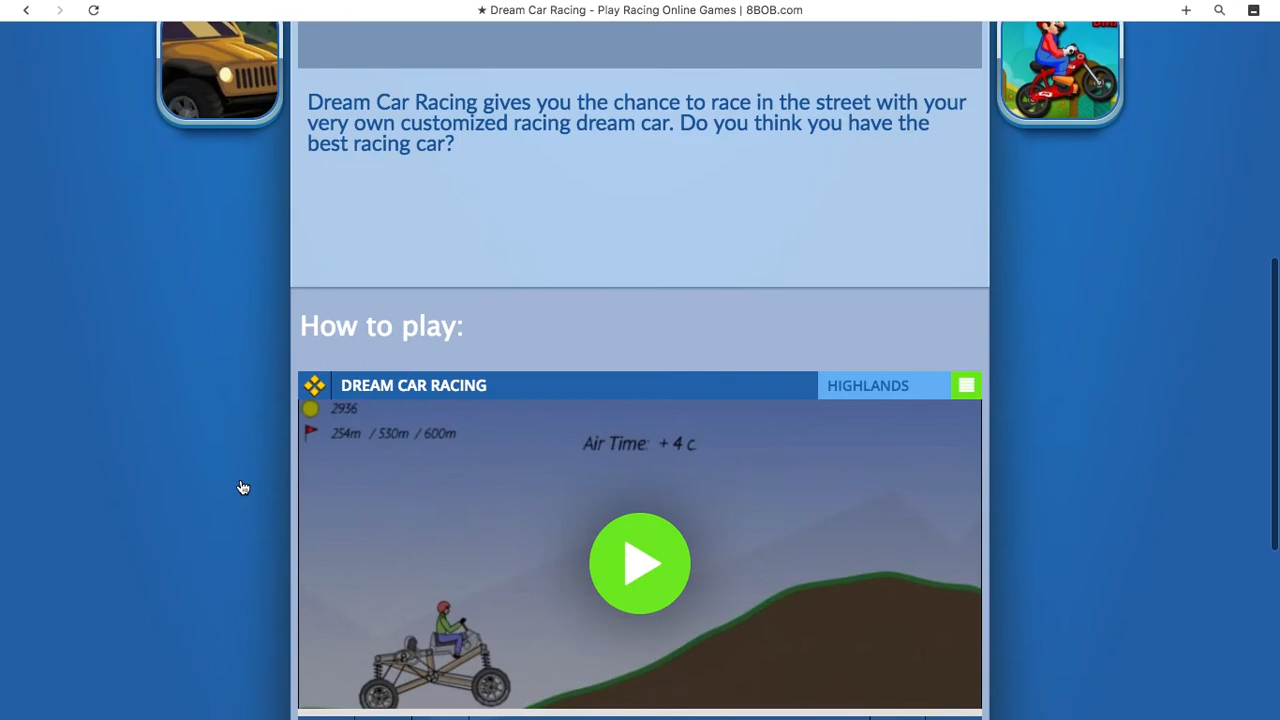 ★ Dream Car Racing - Play Racing Online Games | 8BOB.com
Dream Car Racing gives you the chance to race in the street with your
very own customized racing dream car. Do you think you have the
best racing car?
How to play:
DREAM CAR RACING
HIGHLANDS
2936
254m / 530m / 600m
Air Time: + 4 c